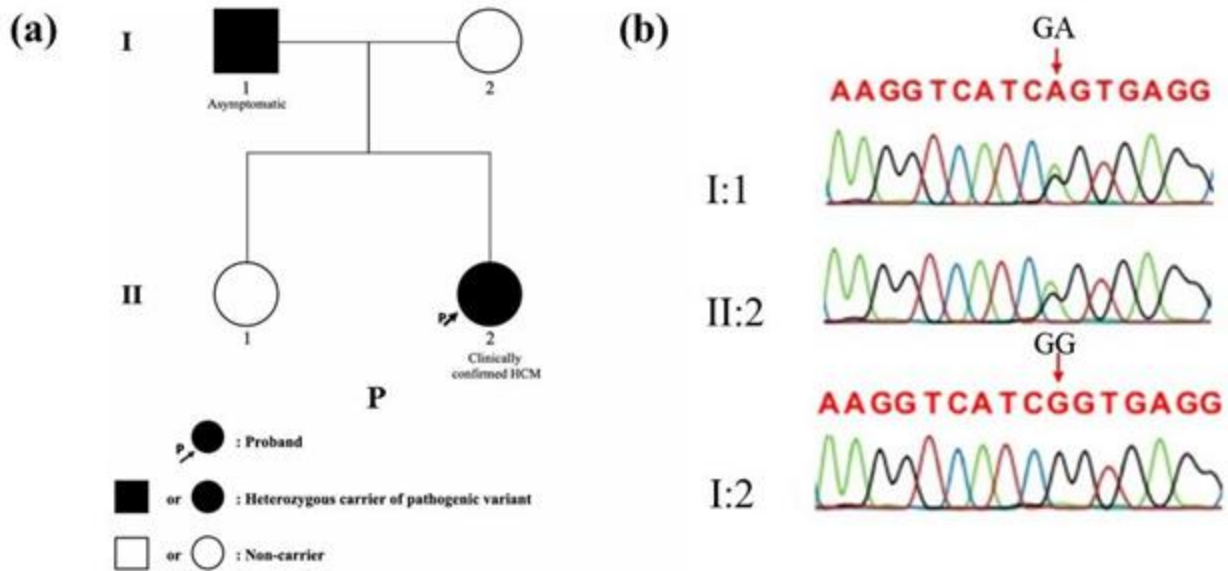 (a)
I
1
Asymptomatic
2
II
1
P
2
Clinically
confirmed HCM
P
P
: Proband
or
: Heterozygous carrier of pathogenic variant
or
: Non-carrier
(b)
GA
AAGGTCATCAGTGAGG
I:1
II:2
GG
AAGGTCATCGGTGAGG
I:2